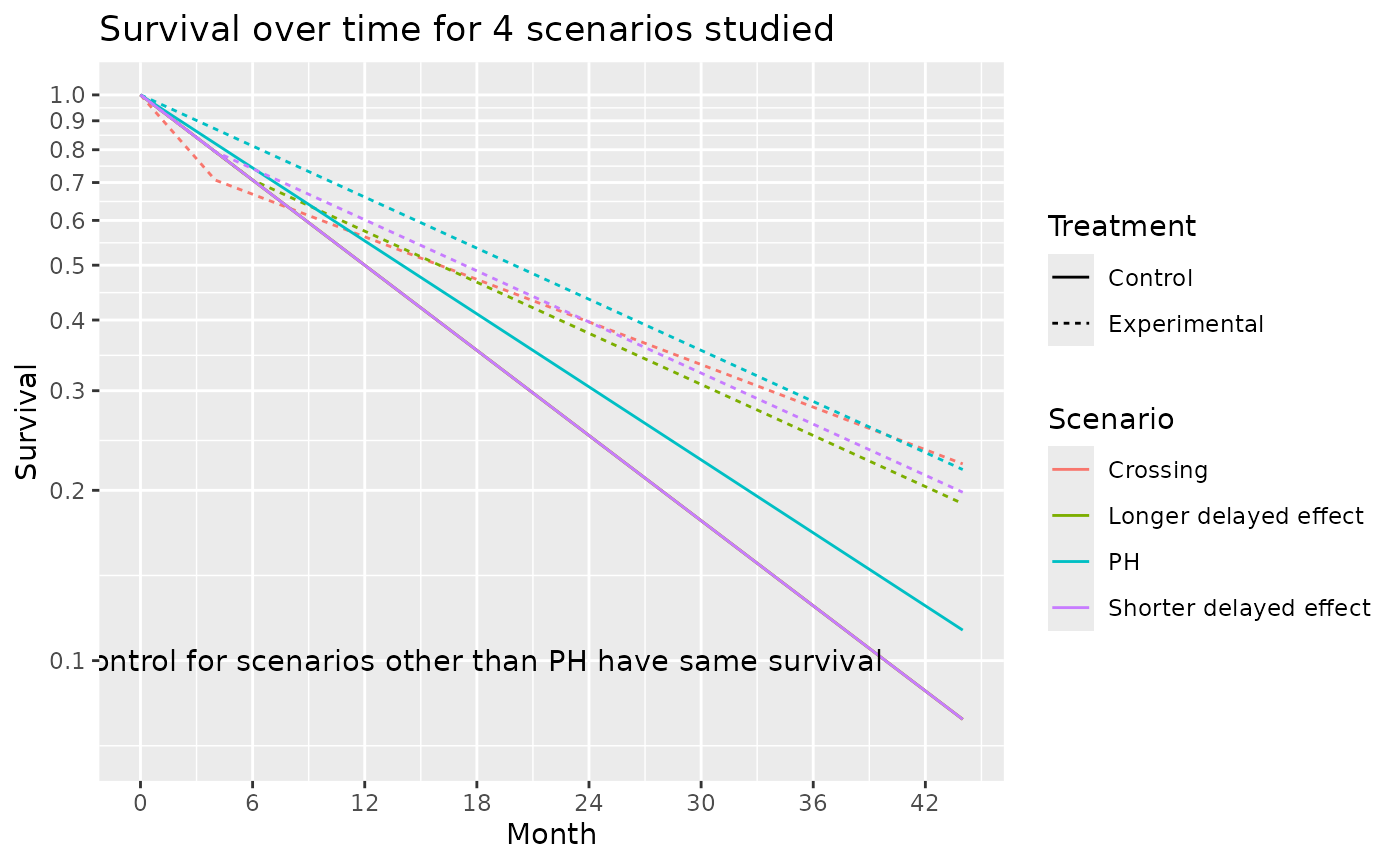 Survival over time for 4 scenarios studied
1.0
0.9
0.8
0.7
0.6
0.5
0.4
0.3
0.2
0.1
Survival
ontrol for scenarios other than PH have same survival
0 6 12 18 24 30 36 42
Month
Treatment
Control
Experimental
Scenario
Crossing
Longer delayed effect
PH
Shorter delayed effect